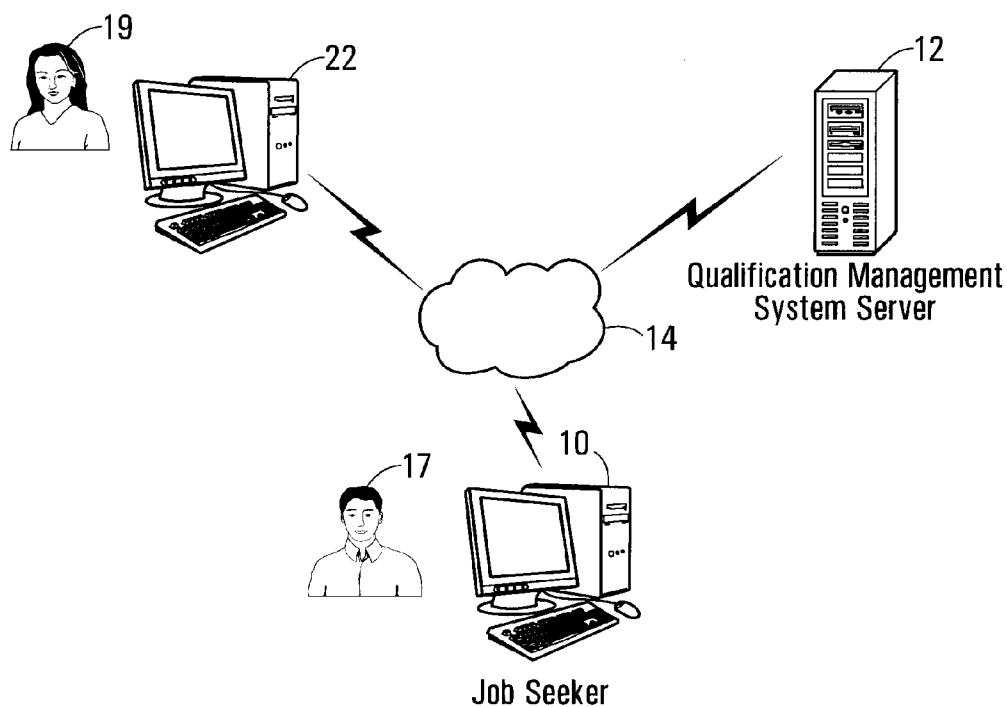 19
22
12
Qualification Management
System Server
14
17
10
Job Seeker